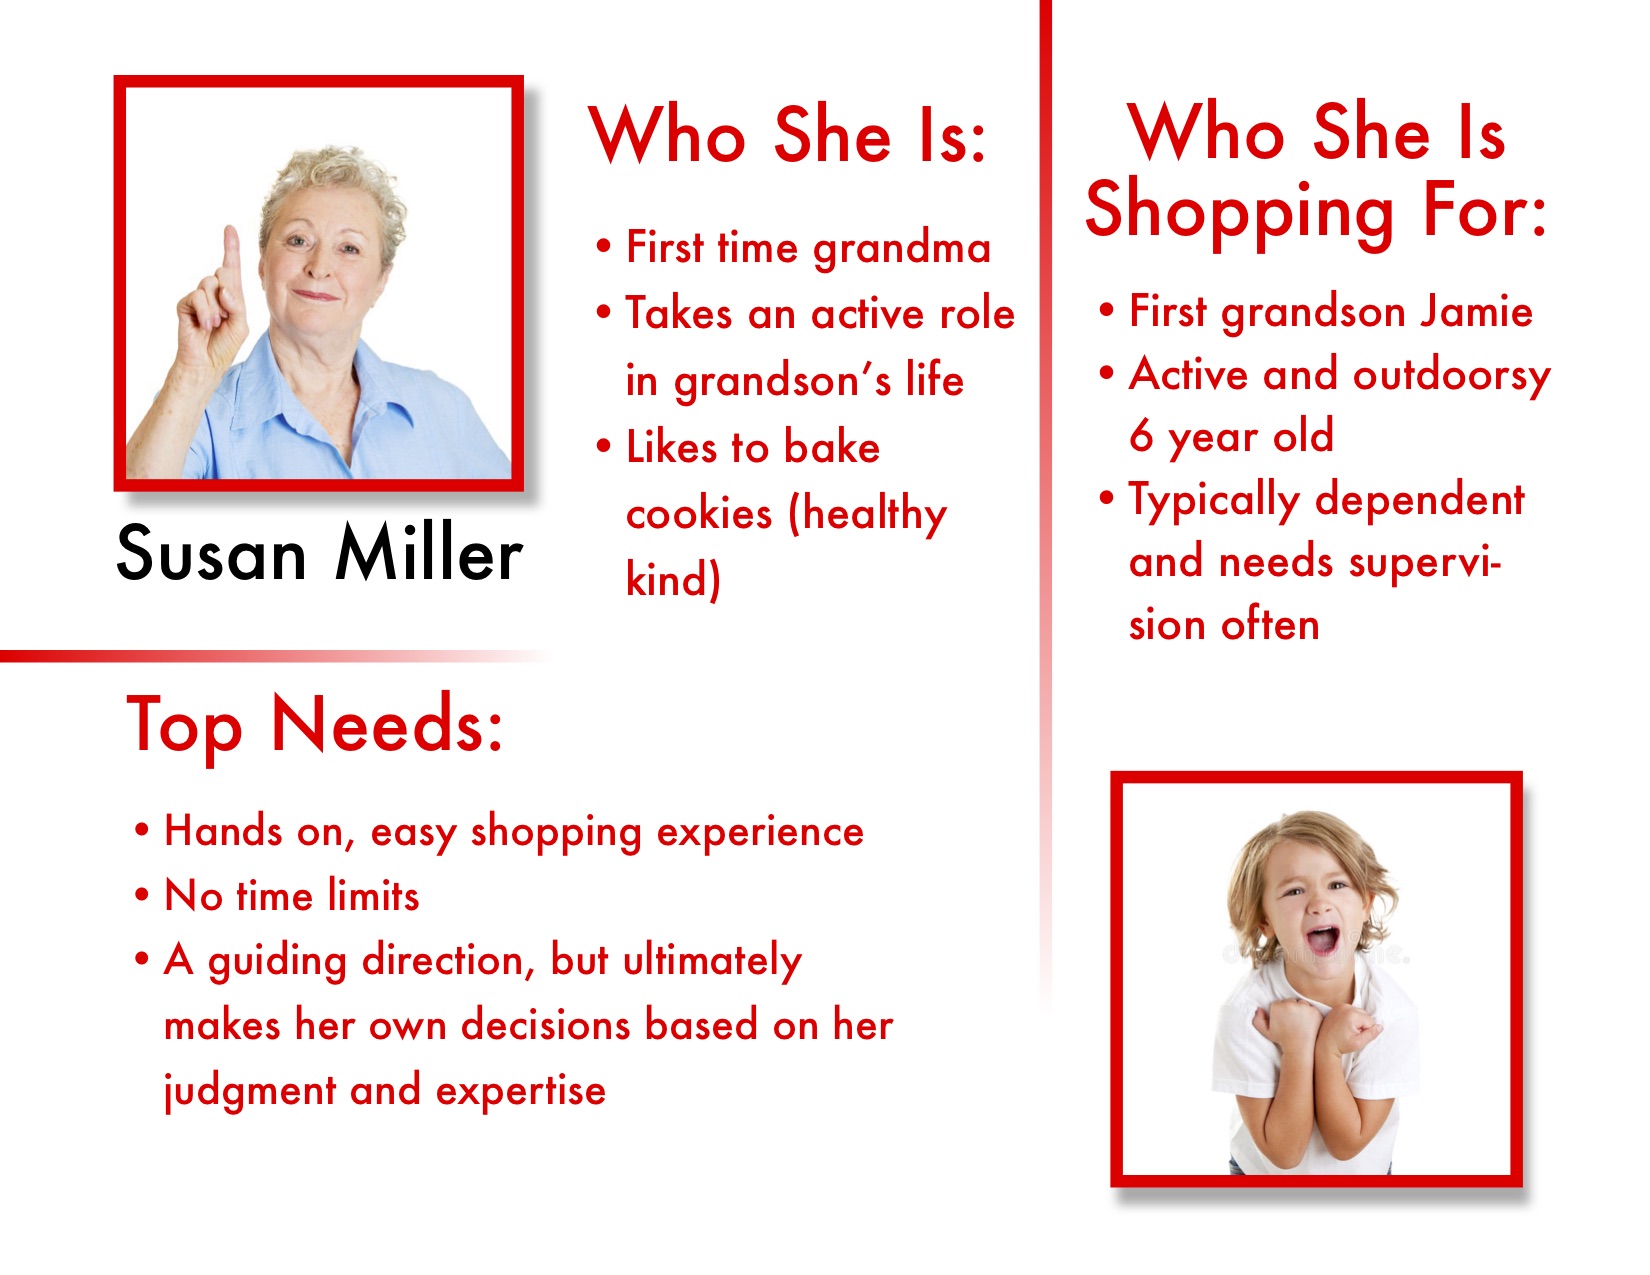 Who She Is:
• First time grandma
• Takes an active role
in grandson’s life
• Likes to bake
cookies (healthy
kind)
Susan Miller
Top Needs:
• Hands on, easy shopping experience
• No time limits
• A guiding direction, but ultimately
makes her own decisions based on her
judgment and expertise
Who She Is
Shopping For:
• First grandson Jamie
• Active and outdoorsy
6 year old
• Typically dependent
and needs supervi-
sion often